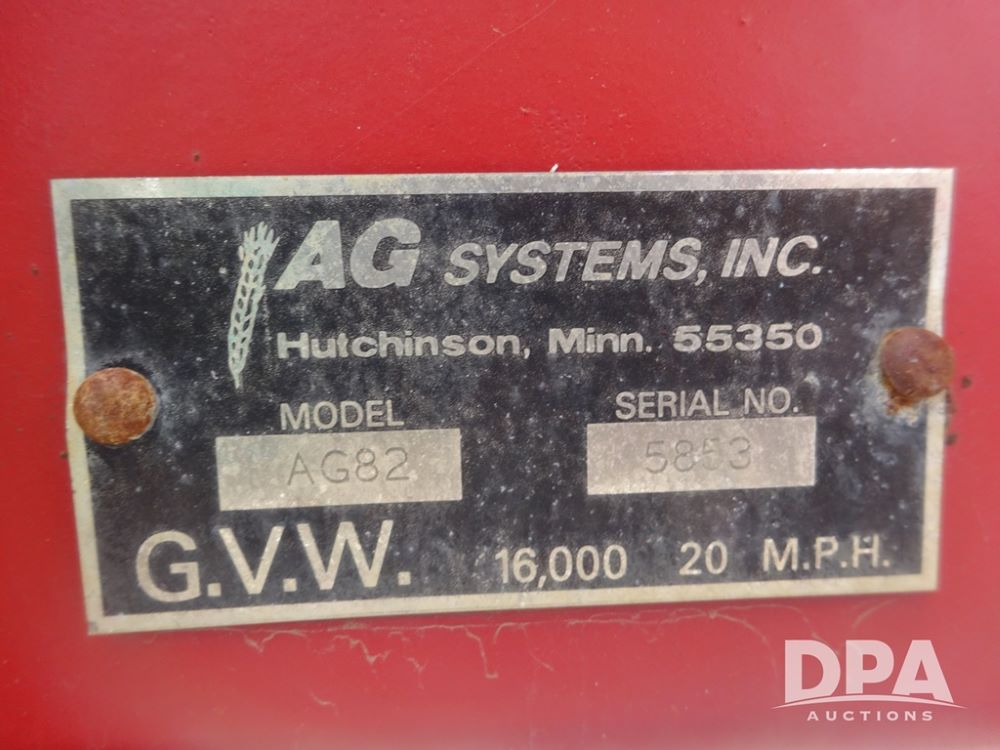 AG SYSTEMS, INC.
Hutchinson, Minn. 55350
MODEL SERIAL NO.
AG82 5853
G.V.W. 16,000 20 M.P.H.
DPA
AUCTIONS